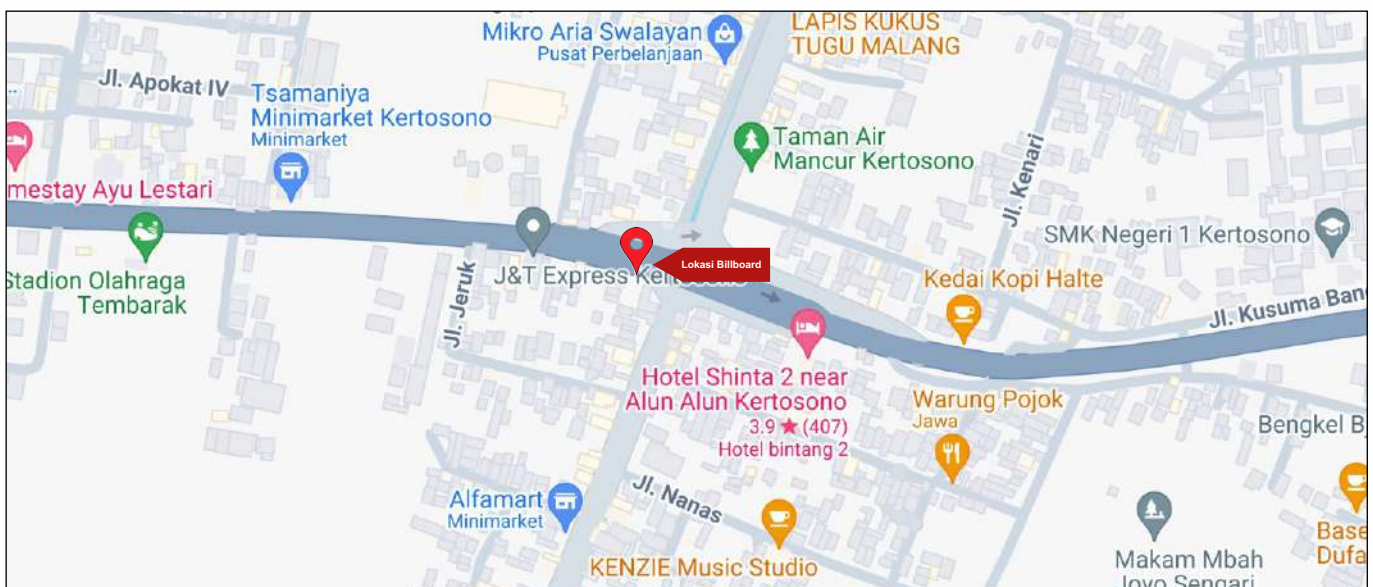 Mikro Aria Swalayan
Pusat Perbelanjaan
LAPIS KUKUS
TUGU MALANG
Jl. Apokat IV
Tsamaniya
Minimarket Kertosono
Minimarket
Taman Air
Mancur Kertosono
Jl. Kenari
mestay Ayu Lestari
SMK Negeri 1 Kertosono
Lokasi Billboard
J&T Express Kertosono
Stadion Olahraga
Tembarak
Jl. Jeruk
Kedai Kopi Halte
Jl. Kusuma Ban
Hotel Shinta 2 near
Alun Alun Kertosono
3.9 ★ (407)
Hotel bintang 2
Warung Pojok
Jawa
Bengkel B
Alfamart
Minimarket
Jl. Nanas
KENZIE Music Studio
Makam Mbah
Joyo Sengari
Base
Dufa